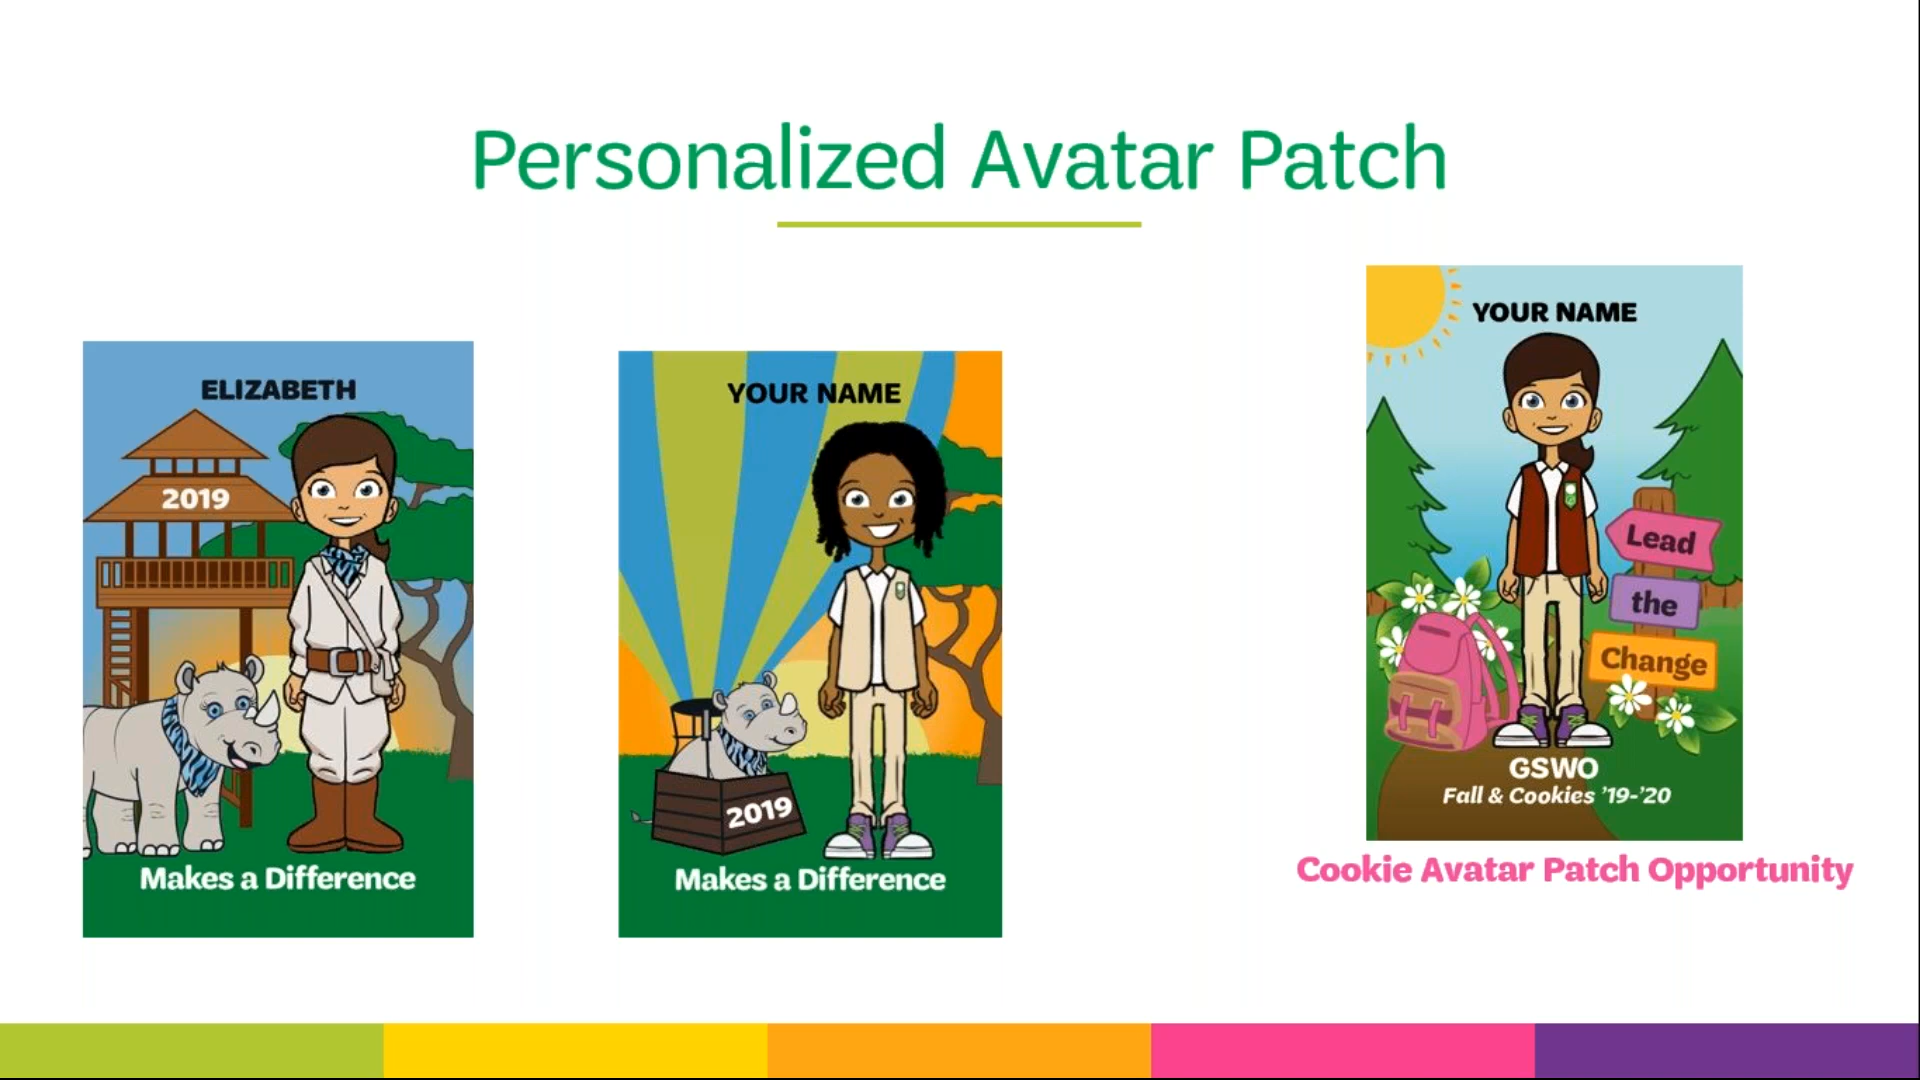 Personalized Avatar Patch
ELIZABETH
2019
Makes a Difference
YOUR NAME
2019
Makes a Difference
YOUR NAME
Lead
the
Change
GSWO
Fall & Cookies '19-'20
Cookie Avatar Patch Opportunity